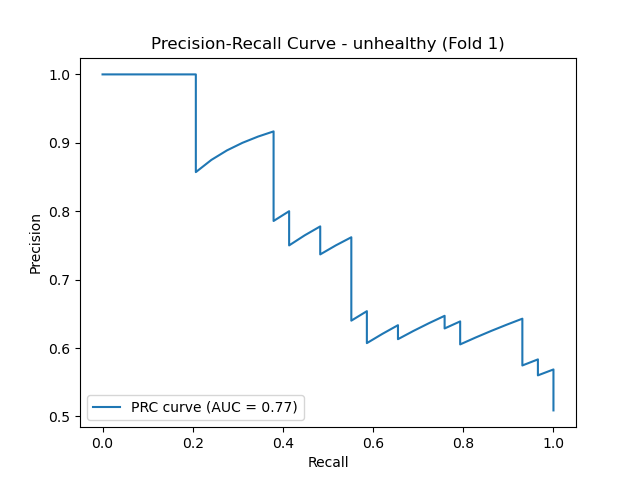 Precision-Recall Curve - unhealthy (Fold 1)
1.0
0.9
0.8
0.7
0.6
0.5
Precision
PRC curve (AUC = 0.77)
0.0 0.2 0.4 0.6 0.8 1.0
Recall